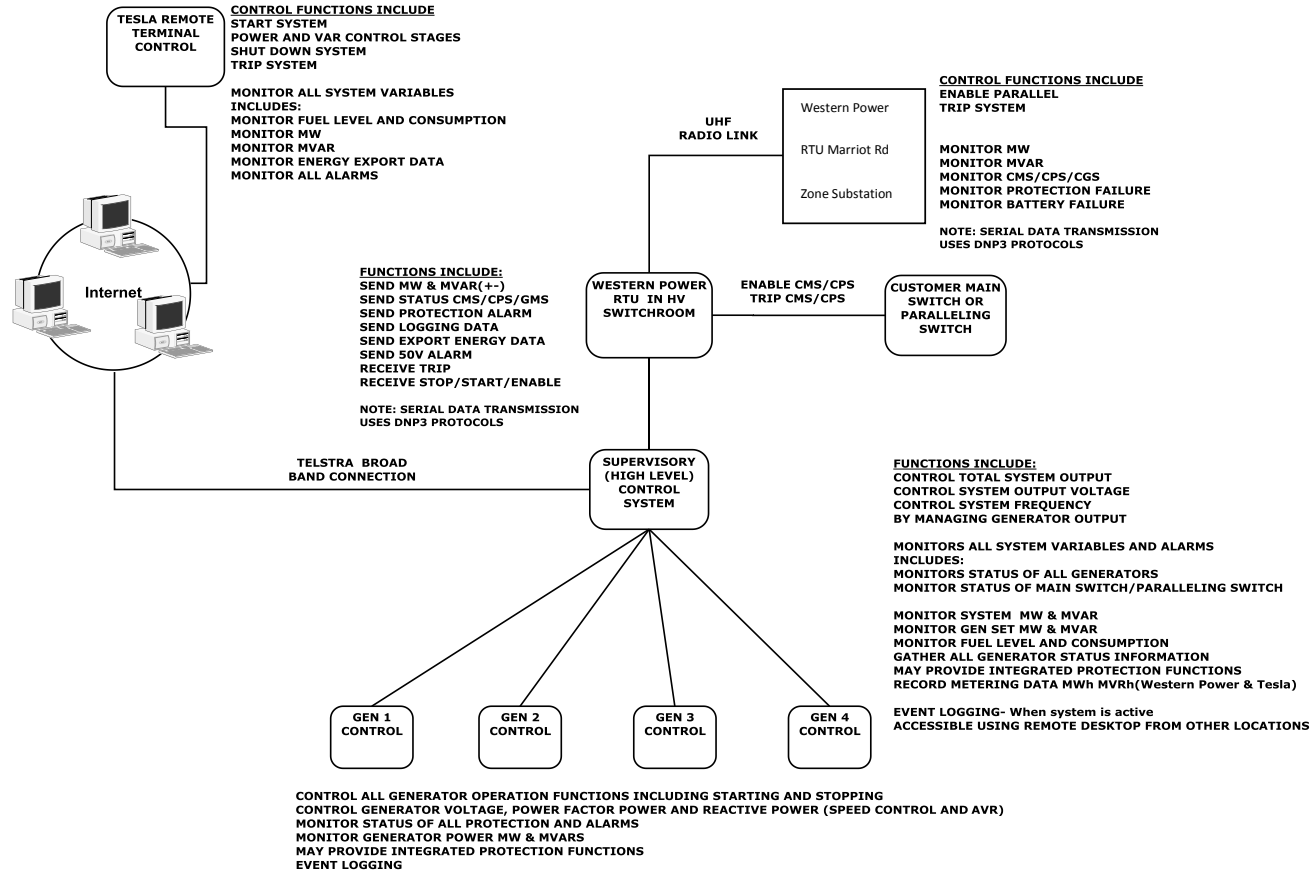 TESLA REMOTE
TERMINAL
CONTROL
CONTROL FUNCTIONS INCLUDE
START SYSTEM
POWER AND VAR CONTROL STAGES
SHUT DOWN SYSTEM
TRIP SYSTEM
MONITOR ALL SYSTEM VARIABLES
INCLUDES:
MONITOR FUEL LEVEL AND CONSUMPTION
MONITOR MW
MONITOR MVAR
MONITOR ENERGY EXPORT DATA
MONITOR ALL ALARMS
UHF
RADIO LINK
Western Power
RTU Marriot Rd
Zone Substation
CONTROL FUNCTIONS INCLUDE
ENABLE PARALLEL
TRIP SYSTEM
MONITOR MW
MONITOR MVAR
MONITOR CMS/CPS/CGS
MONITOR PROTECTION FAILURE
MONITOR BATTERY FAILURE
NOTE: SERIAL DATA TRANSMISSION
USES DNP3 PROTOCOLS
Internet
FUNCTIONS INCLUDE:
SEND MW & MVAR(+-)
SEND STATUS CMS/CPS/GMS
SEND PROTECTION ALARM
SEND LOGGING DATA
SEND EXPORT ENERGY DATA
SEND 50V ALARM
RECEIVE TRIP
RECEIVE STOP/START/ENABLE
NOTE: SERIAL DATA TRANSMISSION
USES DNP3 PROTOCOLS
WESTERN POWER
RTU IN HV
SWITCHROOM
ENABLE CMS/CPS
TRIP CMS/CPS
CUSTOMER MAIN
SWITCH OR
PARALLELING
SWITCH
TELSTRA BROAD
BAND CONNECTION
SUPERVISORY
(HIGH LEVEL)
CONTROL
SYSTEM
FUNCTIONS INCLUDE:
CONTROL TOTAL SYSTEM OUTPUT
CONTROL SYSTEM OUTPUT VOLTAGE
CONTROL SYSTEM FREQUENCY
BY MANAGING GENERATOR OUTPUT
MONITORS ALL SYSTEM VARIABLES AND ALARMS
INCLUDES:
MONITORS STATUS OF ALL GENERATORS
MONITOR STATUS OF MAIN SWITCH/PARALLELING SWITCH
MONITOR SYSTEM MW & MVAR
MONITOR GEN SET MW & MVAR
MONITOR FUEL LEVEL AND CONSUMPTION
GATHER ALL GENERATOR STATUS INFORMATION
MAY PROVIDE INTEGRATED PROTECTION FUNCTIONS
RECORD METERING DATA MWh MVRh(Western Power & Tesla)
EVENT LOGGING- When system is active
ACCESSIBLE USING REMOTE DESKTOP FROM OTHER LOCATIONS
GEN 1
CONTROL
GEN 2
CONTROL
GEN 3
CONTROL
GEN 4
CONTROL
CONTROL ALL GENERATOR OPERATION FUNCTIONS INCLUDING STARTING AND STOPPING
CONTROL GENERATOR VOLTAGE, POWER FACTOR POWER AND REACTIVE POWER (SPEED CONTROL AND AVR)
MONITOR STATUS OF ALL PROTECTION AND ALARMS
MONITOR GENERATOR POWER MW & MVARS
MAY PROVIDE INTEGRATED PROTECTION FUNCTIONS
EVENT LOGGING